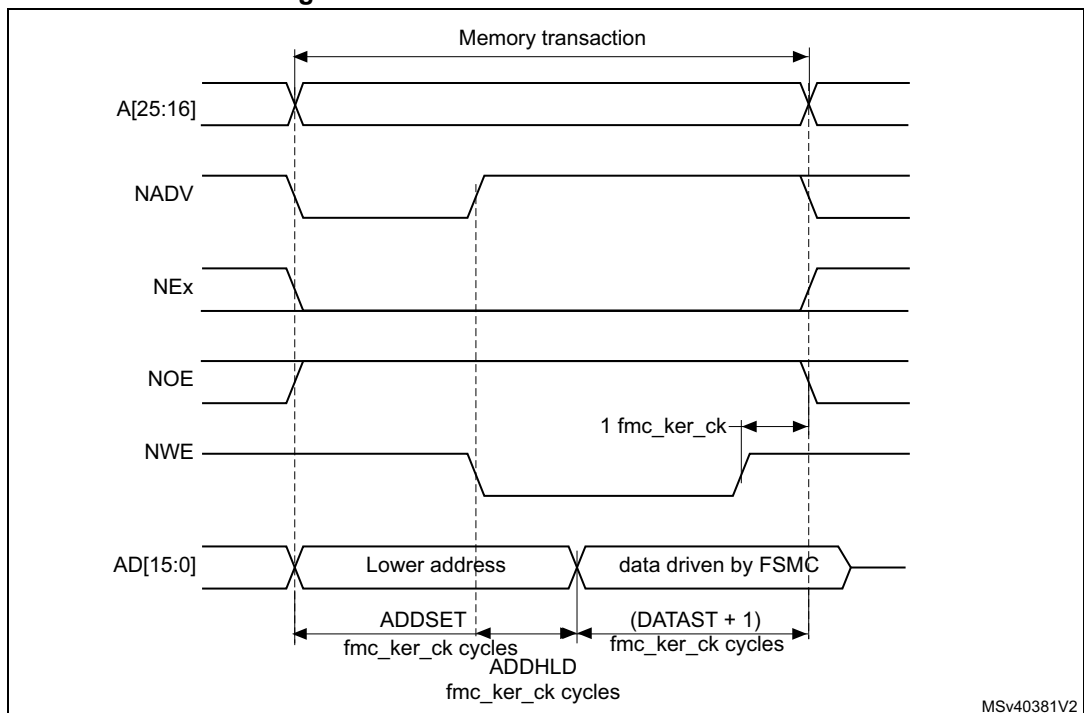 Memory transaction
A[25:16]
NADV
NEx
NOE
1 fmc_ker_ck
NWE
AD[15:0]
Lower address
data driven by FSMC
ADDSET
fmc_ker_ck cycles
(DATAST + 1)
fmc_ker_ck cycles
ADDHLD
fmc_ker_ck cycles
MSv40381V2